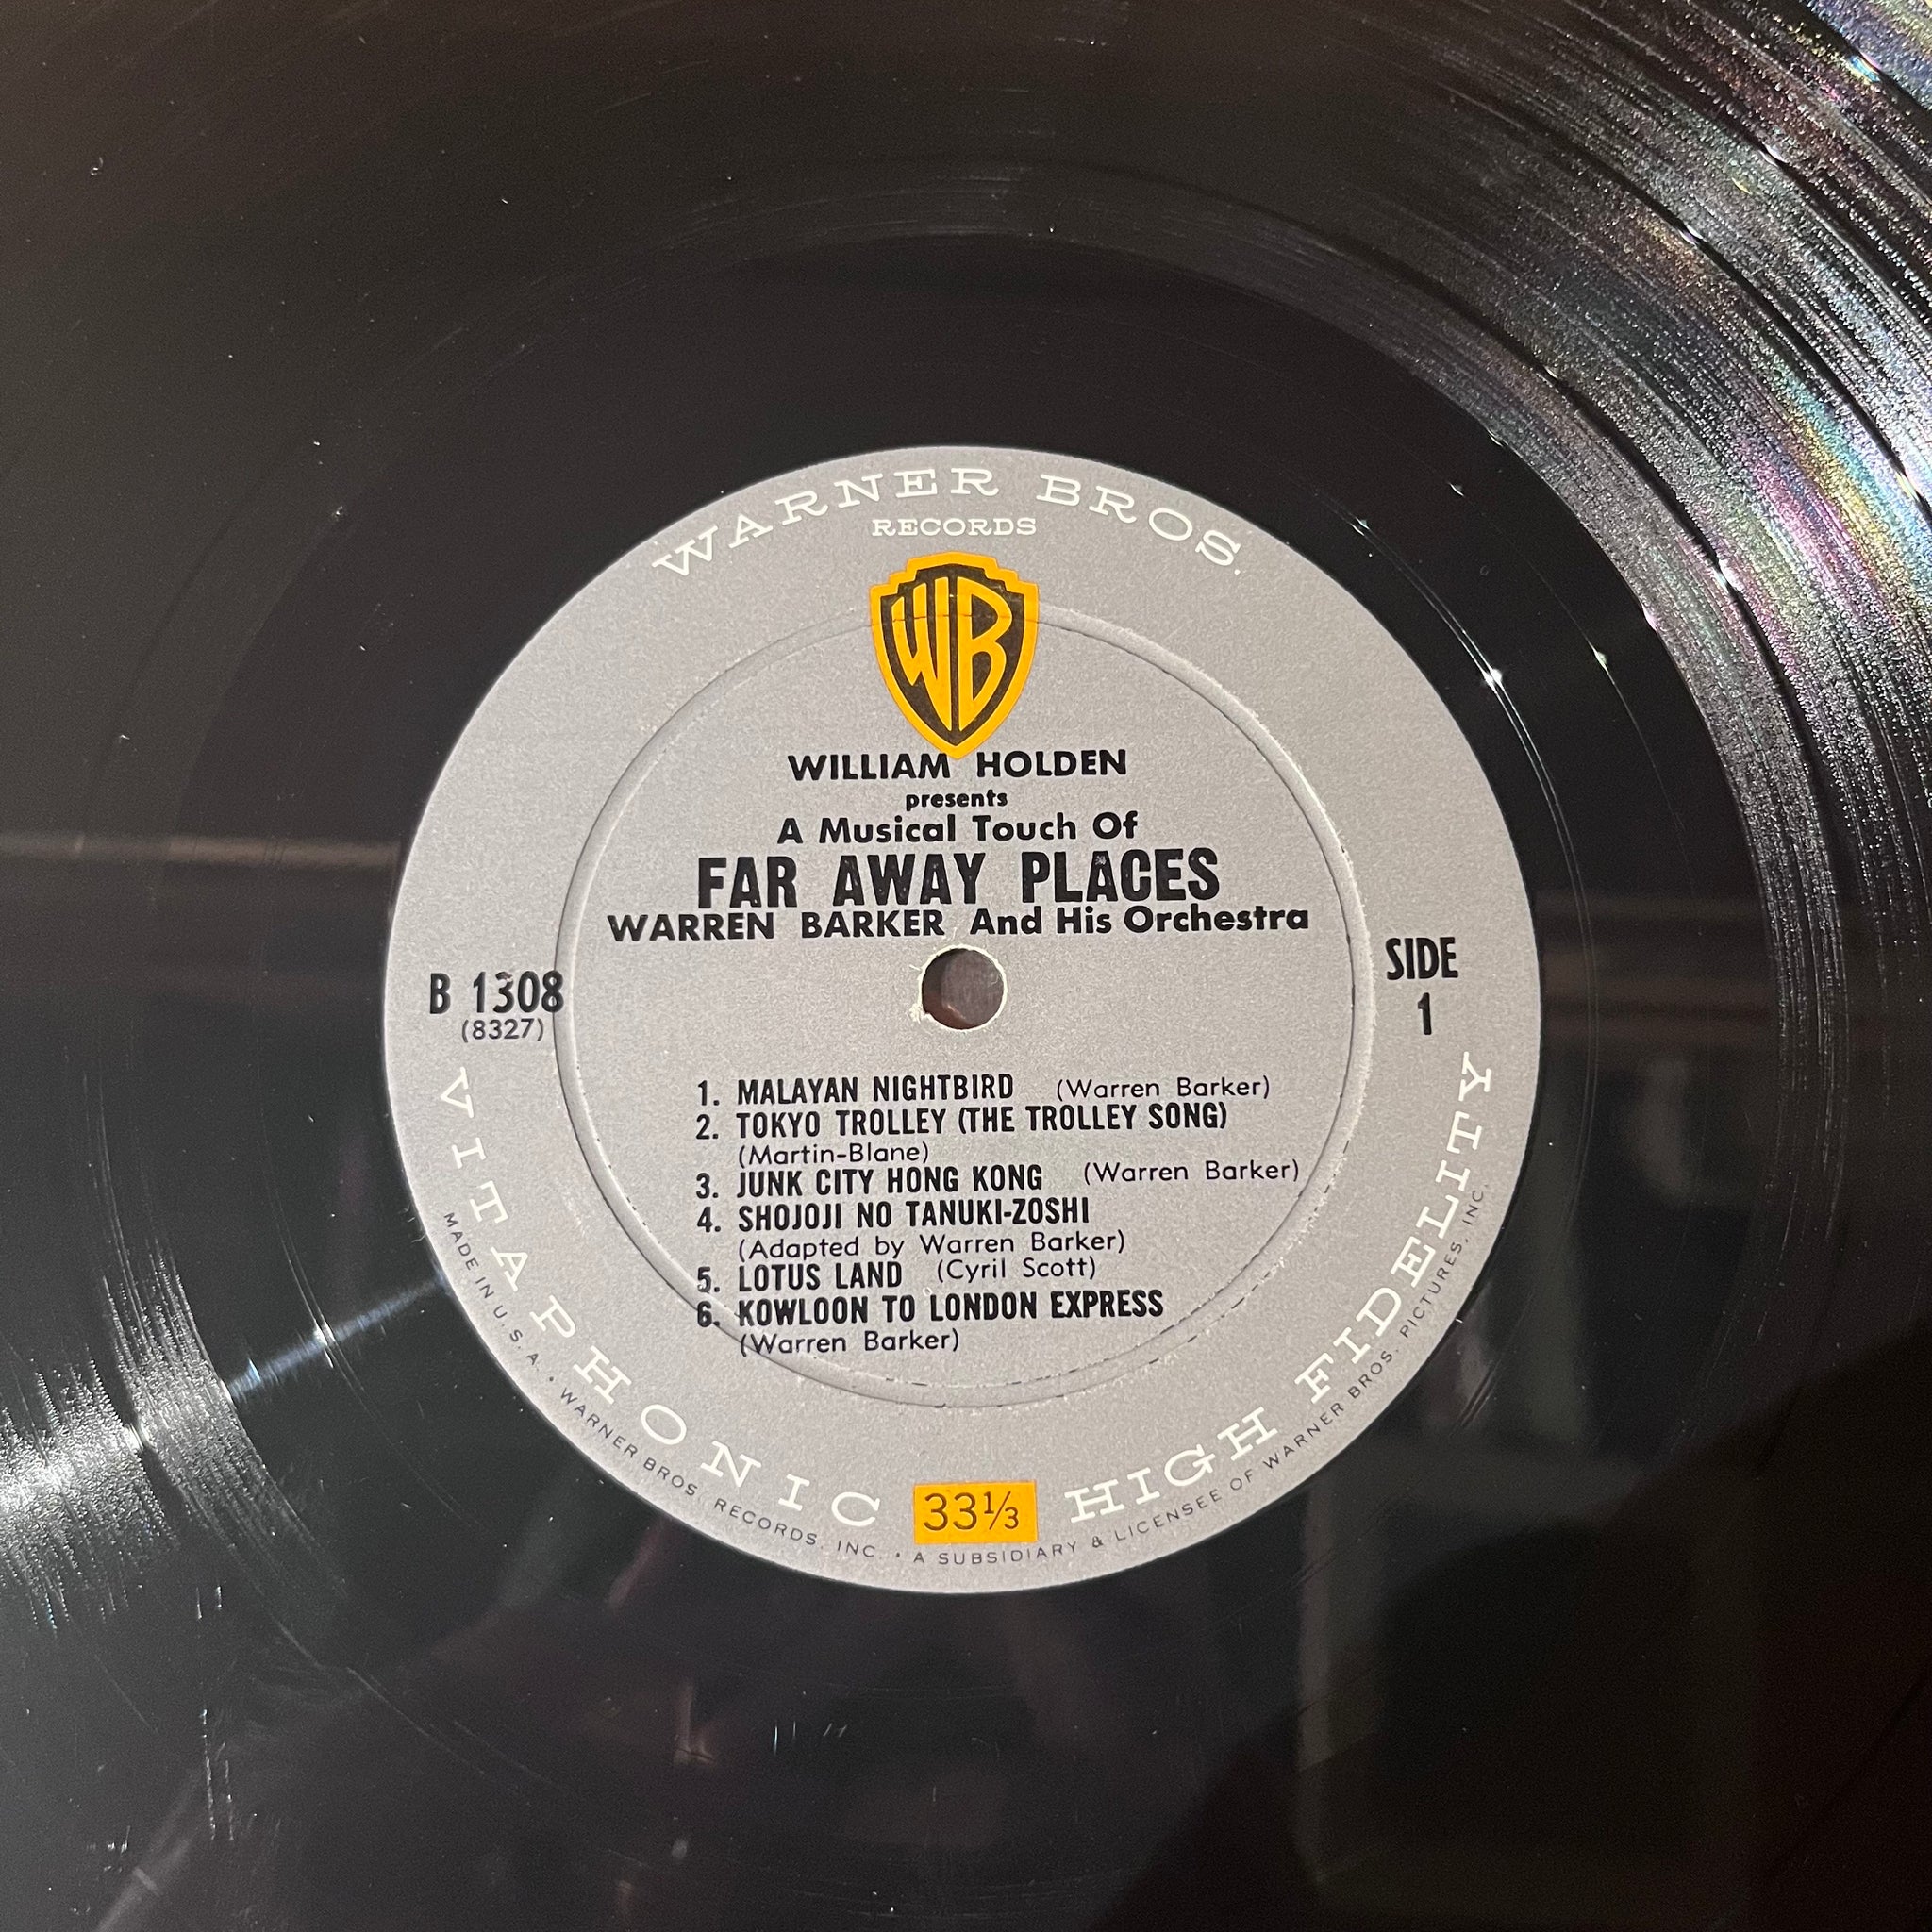 WARNER BROS.
RECORDS
WB
WILLIAM HOLDEN
presents
A Musical Touch Of
FAR AWAY PLACES
WARREN BARKER And His Orchestra
B 1308
(8327)
SIDE
1
1. MALAYAN NIGHTBIRD (Warren Barker)
2. TOKYO TROLLEY (THE TROLLEY SONG)
(Martin-Blane)
3. JUNK CITY HONG KONG (Warren Barker)
4. SHOJOJI NO TANUKI-ZOSHI
(Adapted by Warren Barker)
5. LOTUS LAND (Cyril Scott)
6. KOWLOON TO LONDON EXPRESS
(Warren Barker)
VITAPHONIC HIGH FIDELITY
33⅓
MADE IN U.S.A. • WARNER BROS. RECORDS, INC. • A SUBSIDIARY & LICENSEE OF WARNER BROS. PICTURES, INC.